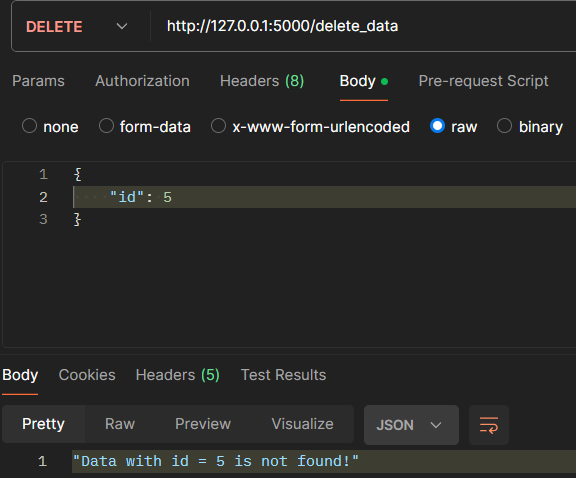 DELETE http://127.0.0.1:5000/delete_data
Params Authorization Headers (8) Body Pre-request Script
none form-data x-www-form-urlencoded raw binary
1 {
2 "id": 5
3 }
Body Cookies Headers (5) Test Results
Pretty Raw Preview Visualize JSON
1 "Data with id = 5 is not found!"